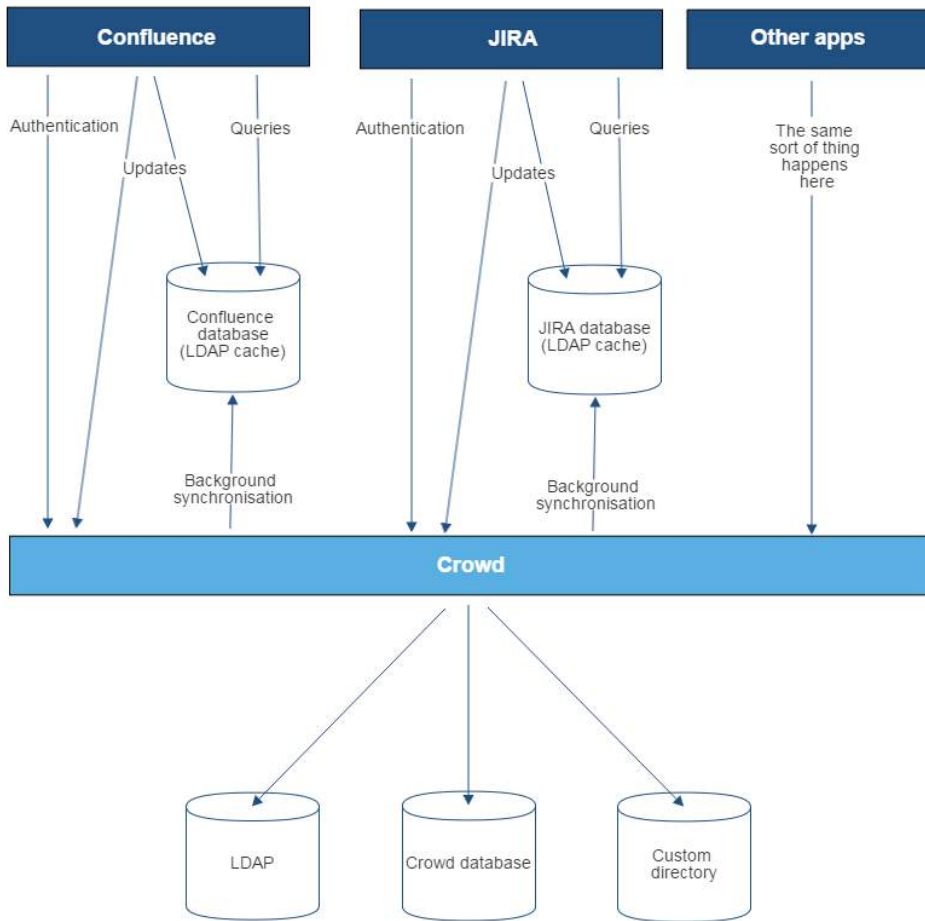 Confluence
JIRA
Other apps
Authentication
Queries
Updates
Authentication
Queries
Updates
The same
sort of thing
happens
here
Confluence
database
(LDAP cache)
JIRA database
(LDAP cache)
Background
synchronisation
Background
synchronisation
Crowd
LDAP
Crowd database
Custom
directory